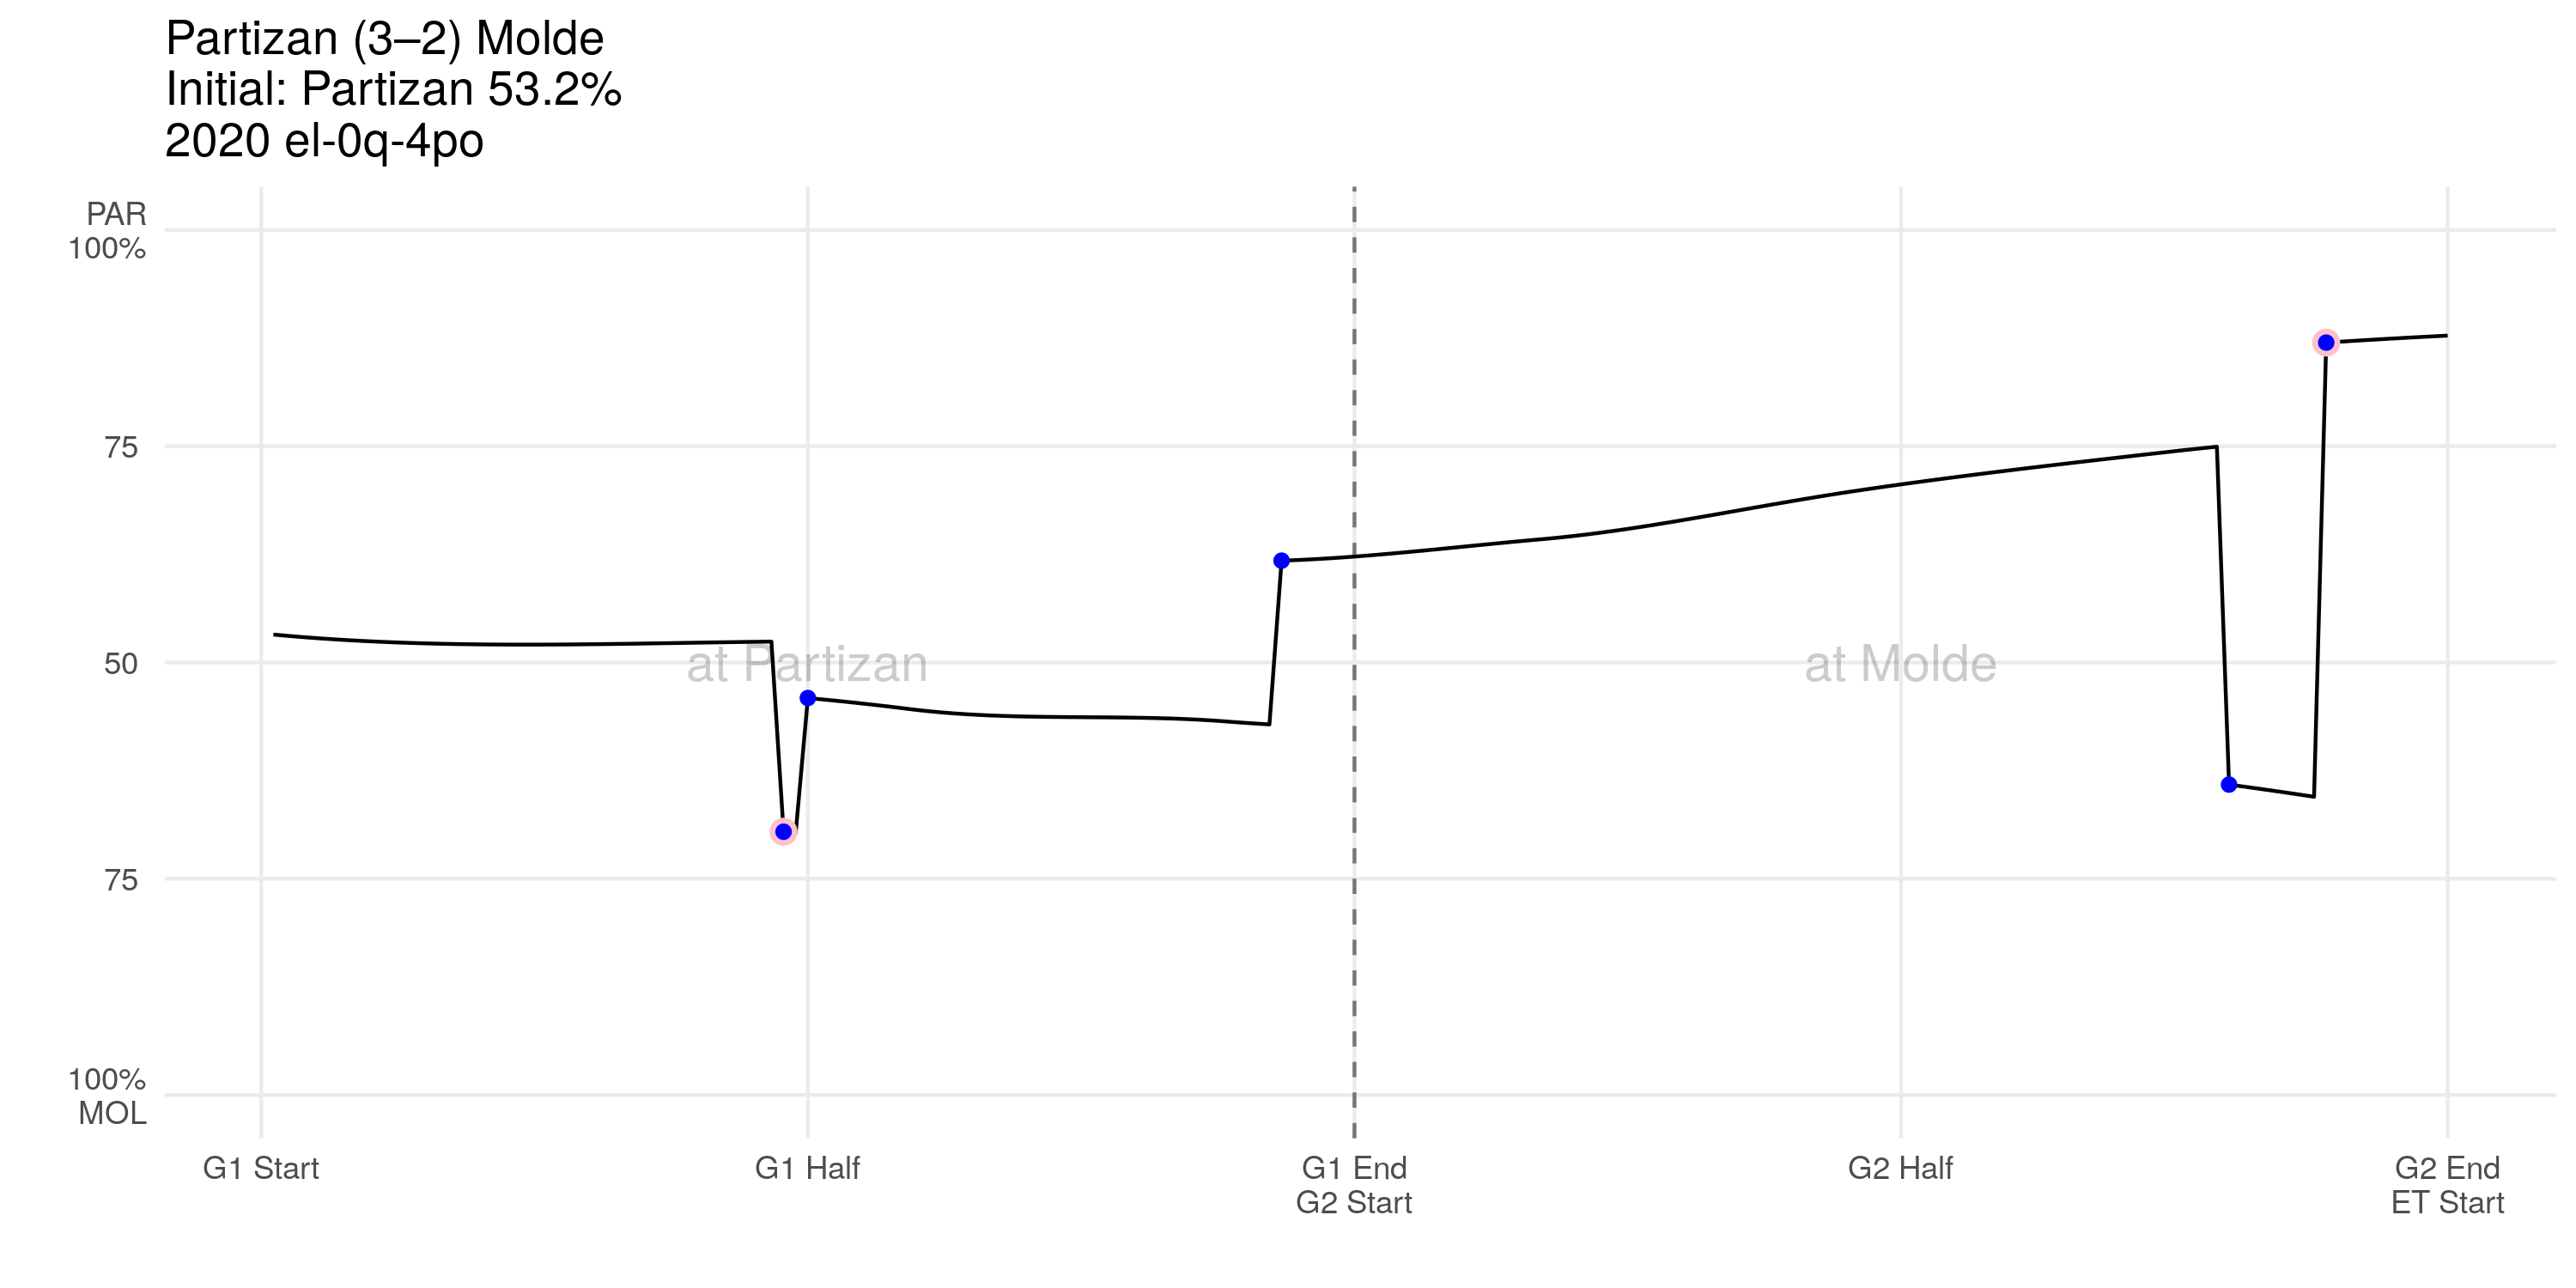 Partizan (3–2) Molde
Initial: Partizan 53.2%
2020 el-0q-4po
PAR
100%
75
50
75
100%
MOL
at Partizan
at Molde
G1 Start
G1 Half
G1 End
G2 Start
G2 Half
G2 End
ET Start